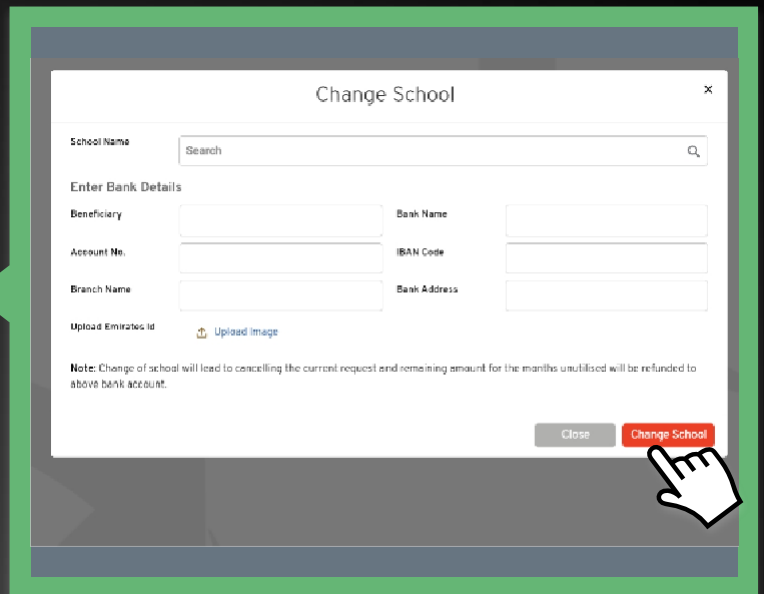 Change School
×
School Name
Search
Enter Bank Details
Beneficiary
Bank Name
Account No.
IBAN Code
Branch Name
Bank Address
Upload Emirates Id
Upload Image
Note: Change of school will lead to cancelling the current request and remaining amount for the months unutilised will be refunded to
above bank account.
Close
Change School